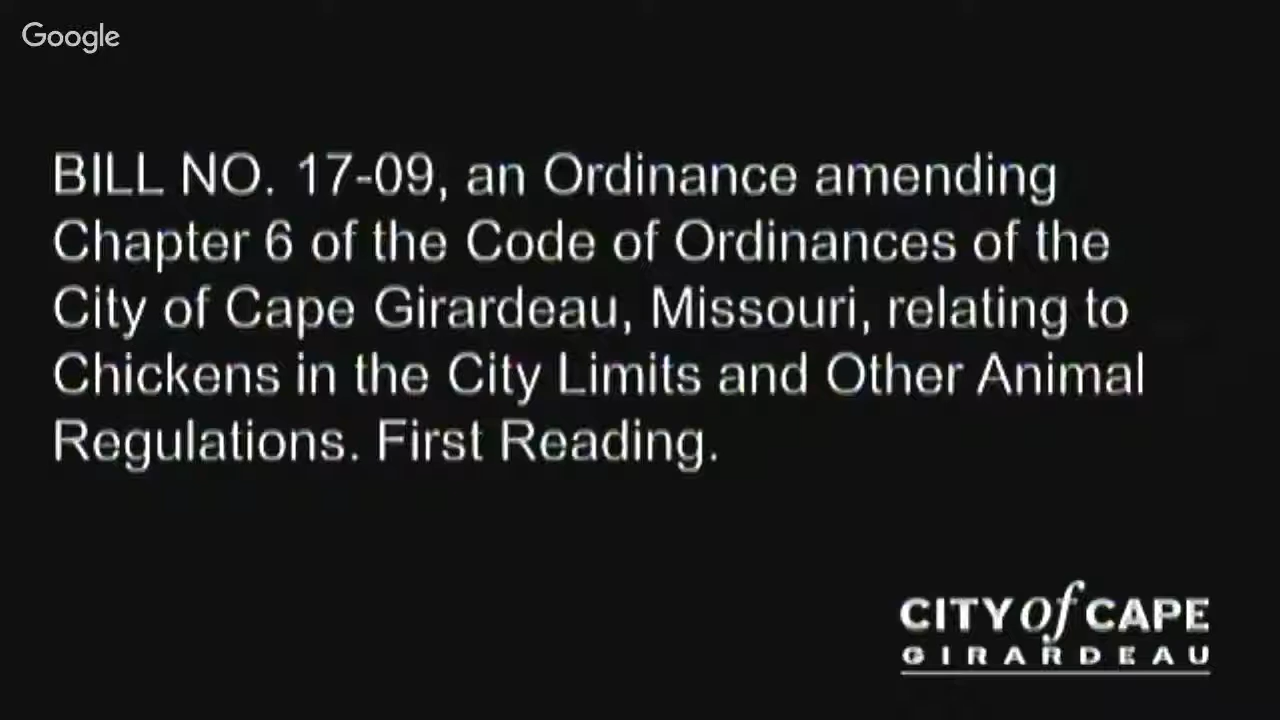 Google
BILL NO. 17-09, an Ordinance amending
Chapter 6 of the Code of Ordinances of the
City of Cape Girardeau, Missouri, relating to
Chickens in the City Limits and Other Animal
Regulations. First Reading.
CITY of CAPE
GIRARDEAU